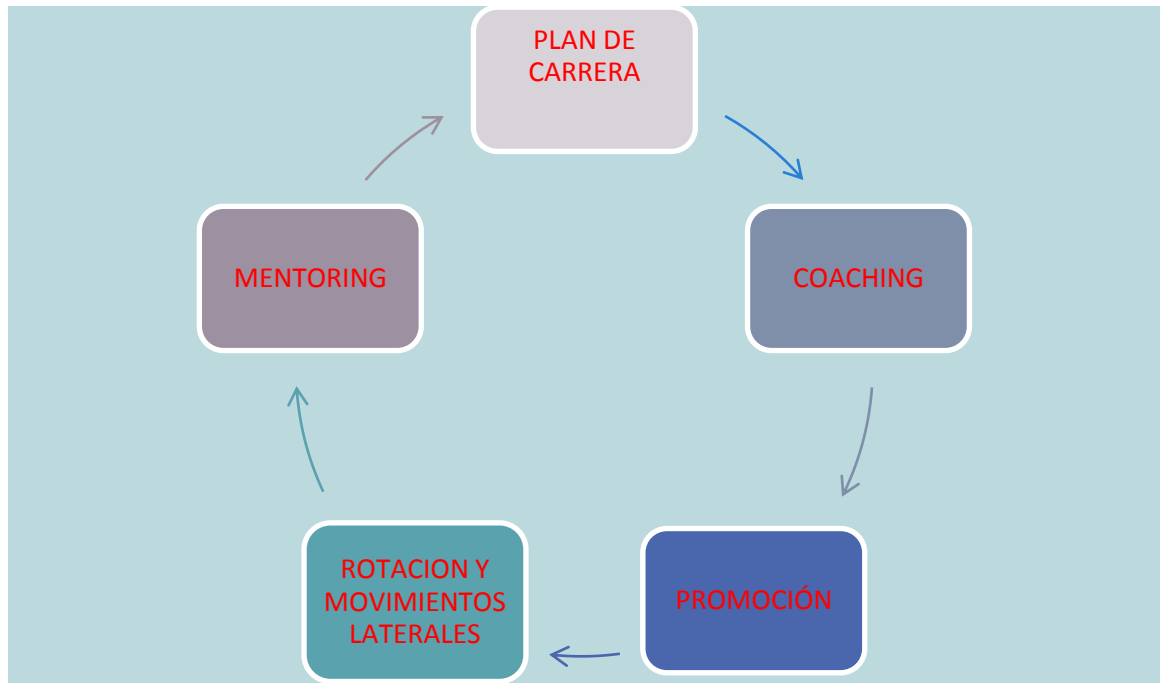 PLAN DE
CARRERA
COACHING
PROMOCIÓN
ROTACION Y
MOVIMIENTOS
LATERALES
MENTORING